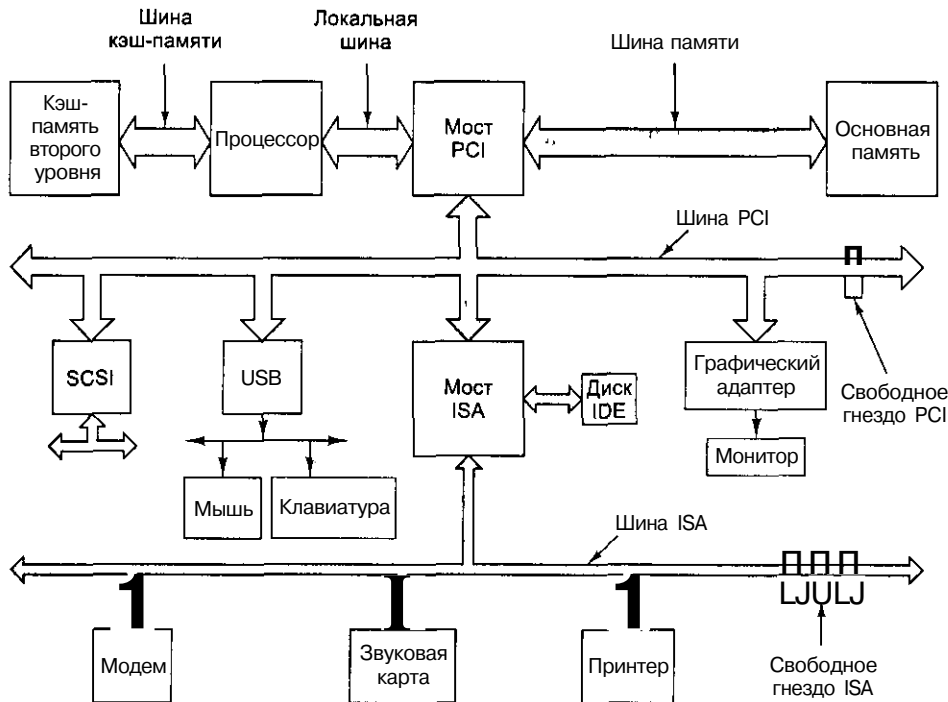 Шина
кэш-памяти
Локальная
шина
Шина памяти
Кэш-
память
второго
уровня
Процессор
Мост
PCI
Основная
память
Шина PCI
SCSI
USB
Мост
ISA
Диск
IDE
Графический
адаптер
Свободное
гнездо PCI
Монитор
Мышь
Клавиатура
Шина ISA
Модем
Звуковая
карта
Принтер
Свободное
гнездо ISA